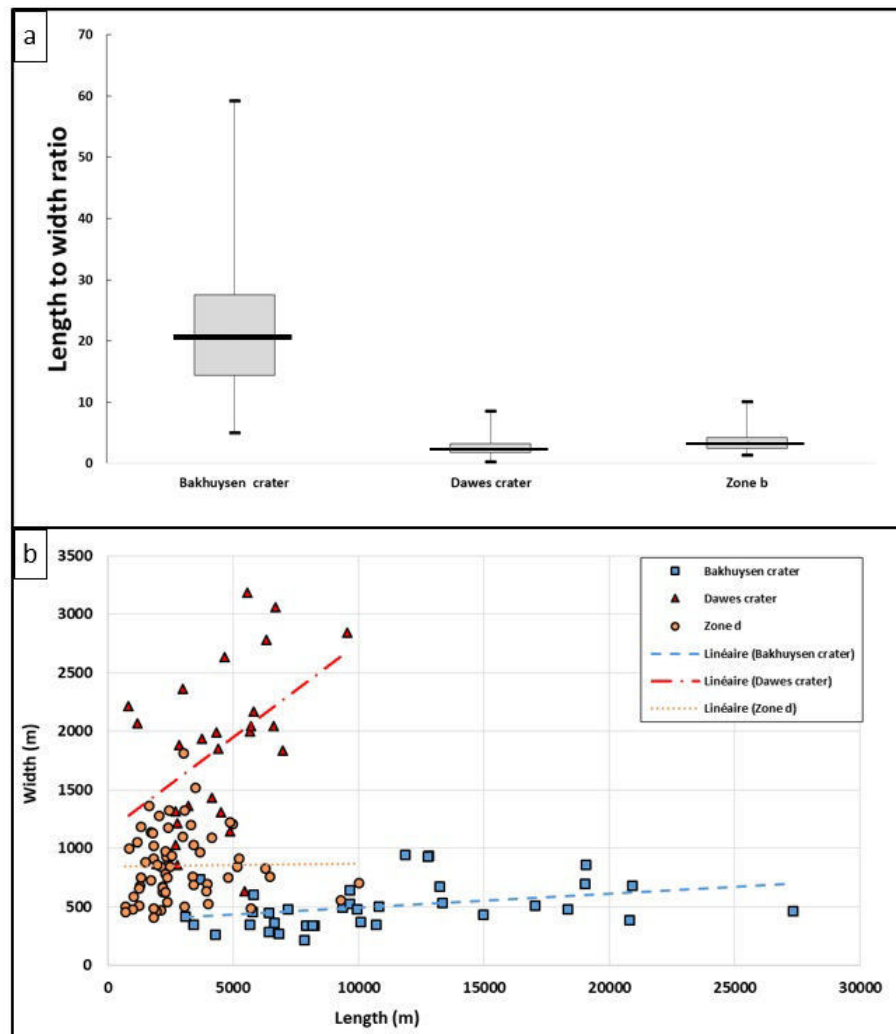 a
Length to width ratio
70
60
50
40
30
20
10
0
Bakhuysen crater
Dawes crater
Zone b
b
Width (m)
3500
3000
2500
2000
1500
1000
500
0
Bakhuysen crater
Dawes crater
Zone d
Linéaire (Bakhuysen crater)
Linéaire (Dawes crater)
Linéaire (Zone d)
0 5000 10000 15000 20000 25000 30000
Length (m)